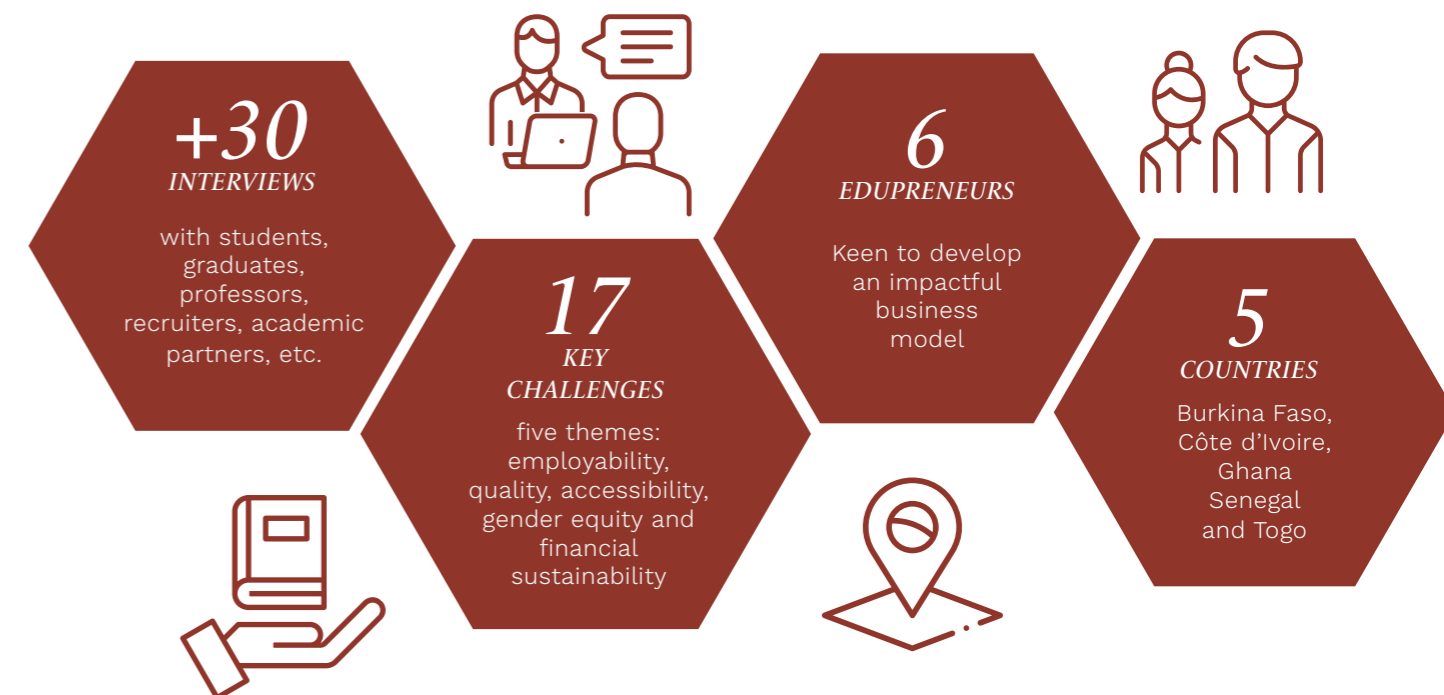 +30
INTERVIEWS
with students,
graduates,
professors,
recruiters, academic
partners, etc.
17
KEY
CHALLENGES
five themes:
employability,
quality, accessibility,
gender equity and
financial
sustainability
6
EDUPRENEURS
Keen to develop
an impactful
business
model
5
COUNTRIES
Burkina Faso,
Côte d’Ivoire,
Ghana
Senegal
and Togo